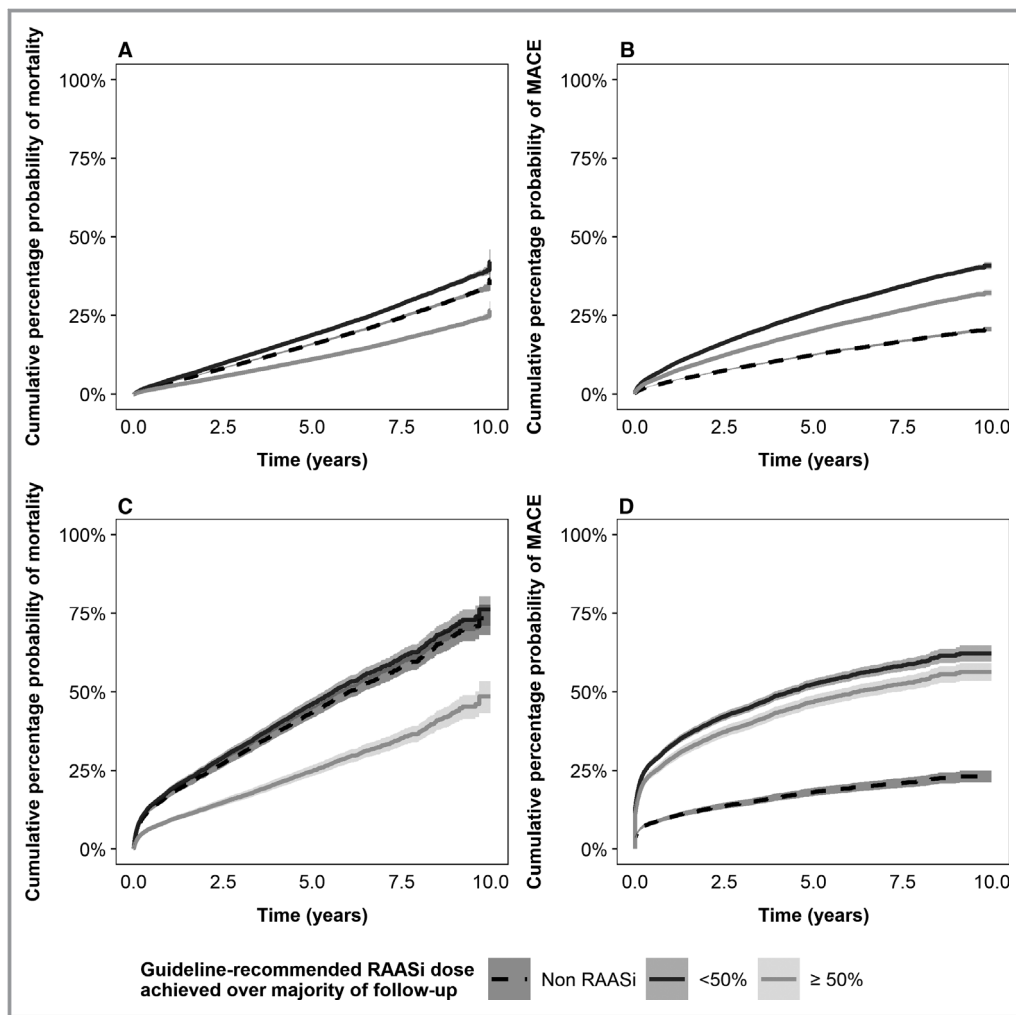 A
Cumulative percentage probability of mortality
100%
75%
50%
25%
0%
0.0 2.5 5.0 7.5 10.0
Time (years)
B
Cumulative percentage probability of MACE
100%
75%
50%
25%
0%
0.0 2.5 5.0 7.5 10.0
Time (years)
C
Cumulative percentage probability of mortality
100%
75%
50%
25%
0%
0.0 2.5 5.0 7.5 10.0
Time (years)
D
Cumulative percentage probability of MACE
100%
75%
50%
25%
0%
0.0 2.5 5.0 7.5 10.0
Time (years)
Guideline-recommended RAASi dose
achieved over majority of follow-up
Non RAASi <50% ≥ 50%